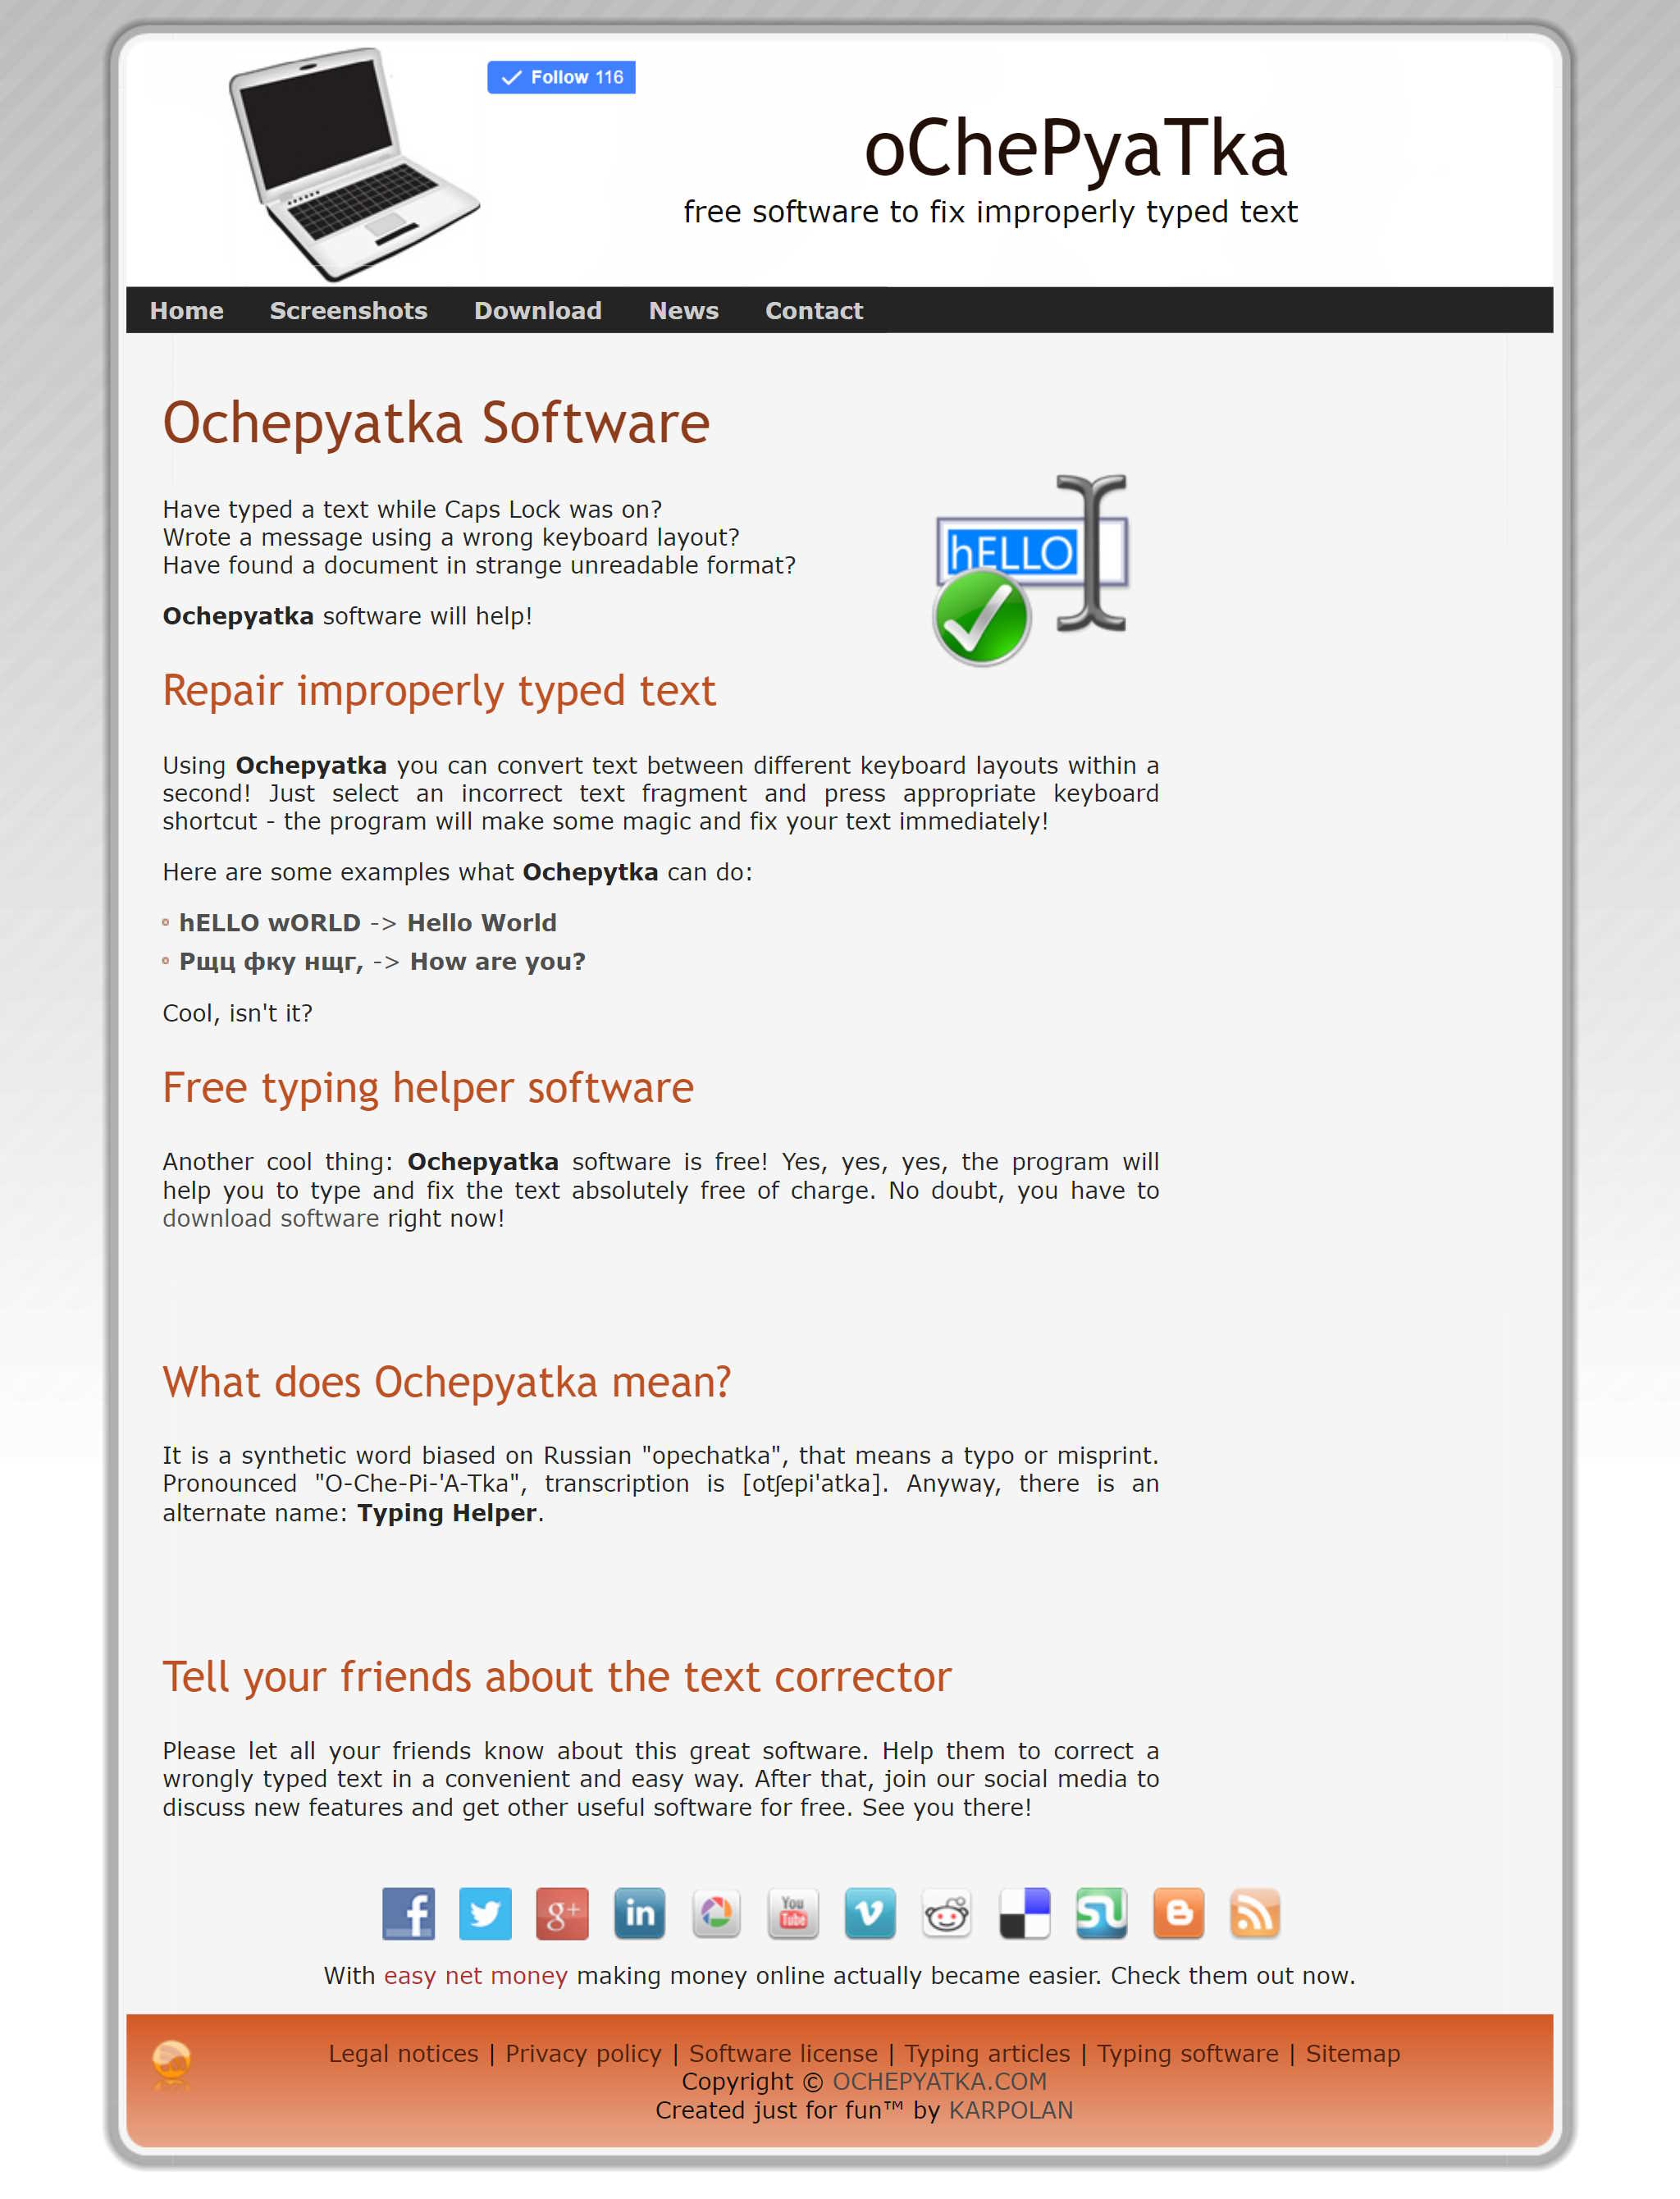 Follow 116
oChePyaTka
free software to fix improperly typed text
Home Screenshots Download News Contact
Ochepyatka Software
Have typed a text while Caps Lock was on?
Wrote a message using a wrong keyboard layout?
Have found a document in strange unreadable format?
hELLO
Ochepyatka software will help!
Repair improperly typed text
Using Ochepyatka you can convert text between different keyboard layouts within a
second! Just select an incorrect text fragment and press appropriate keyboard
shortcut - the program will make some magic and fix your text immediately!
Here are some examples what Ochepytka can do:
hELLO wORLD -> Hello World
Рщц фку нщг, -> How are you?
Cool, isn't it?
Free typing helper software
Another cool thing: Ochepyatka software is free! Yes, yes, yes, the program will
help you to type and fix the text absolutely free of charge. No doubt, you have to
download software right now!
What does Ochepyatka mean?
It is a synthetic word biased on Russian "opechatka", that means a typo or misprint.
Pronounced "O-Che-Pi-'A-Tka", transcription is [otʃepi'atka]. Anyway, there is an
alternate name: Typing Helper.
Tell your friends about the text corrector
Please let all your friends know about this great software. Help them to correct a
wrongly typed text in a convenient and easy way. After that, join our social media to
discuss new features and get other useful software for free. See you there!
f g+ in You Tube v SU B
With easy net money making money online actually became easier. Check them out now.
Legal notices | Privacy policy | Software license | Typing articles | Typing software | Sitemap
Copyright © OCHEPYATKA.COM
Created just for fun™ by KARPOLAN